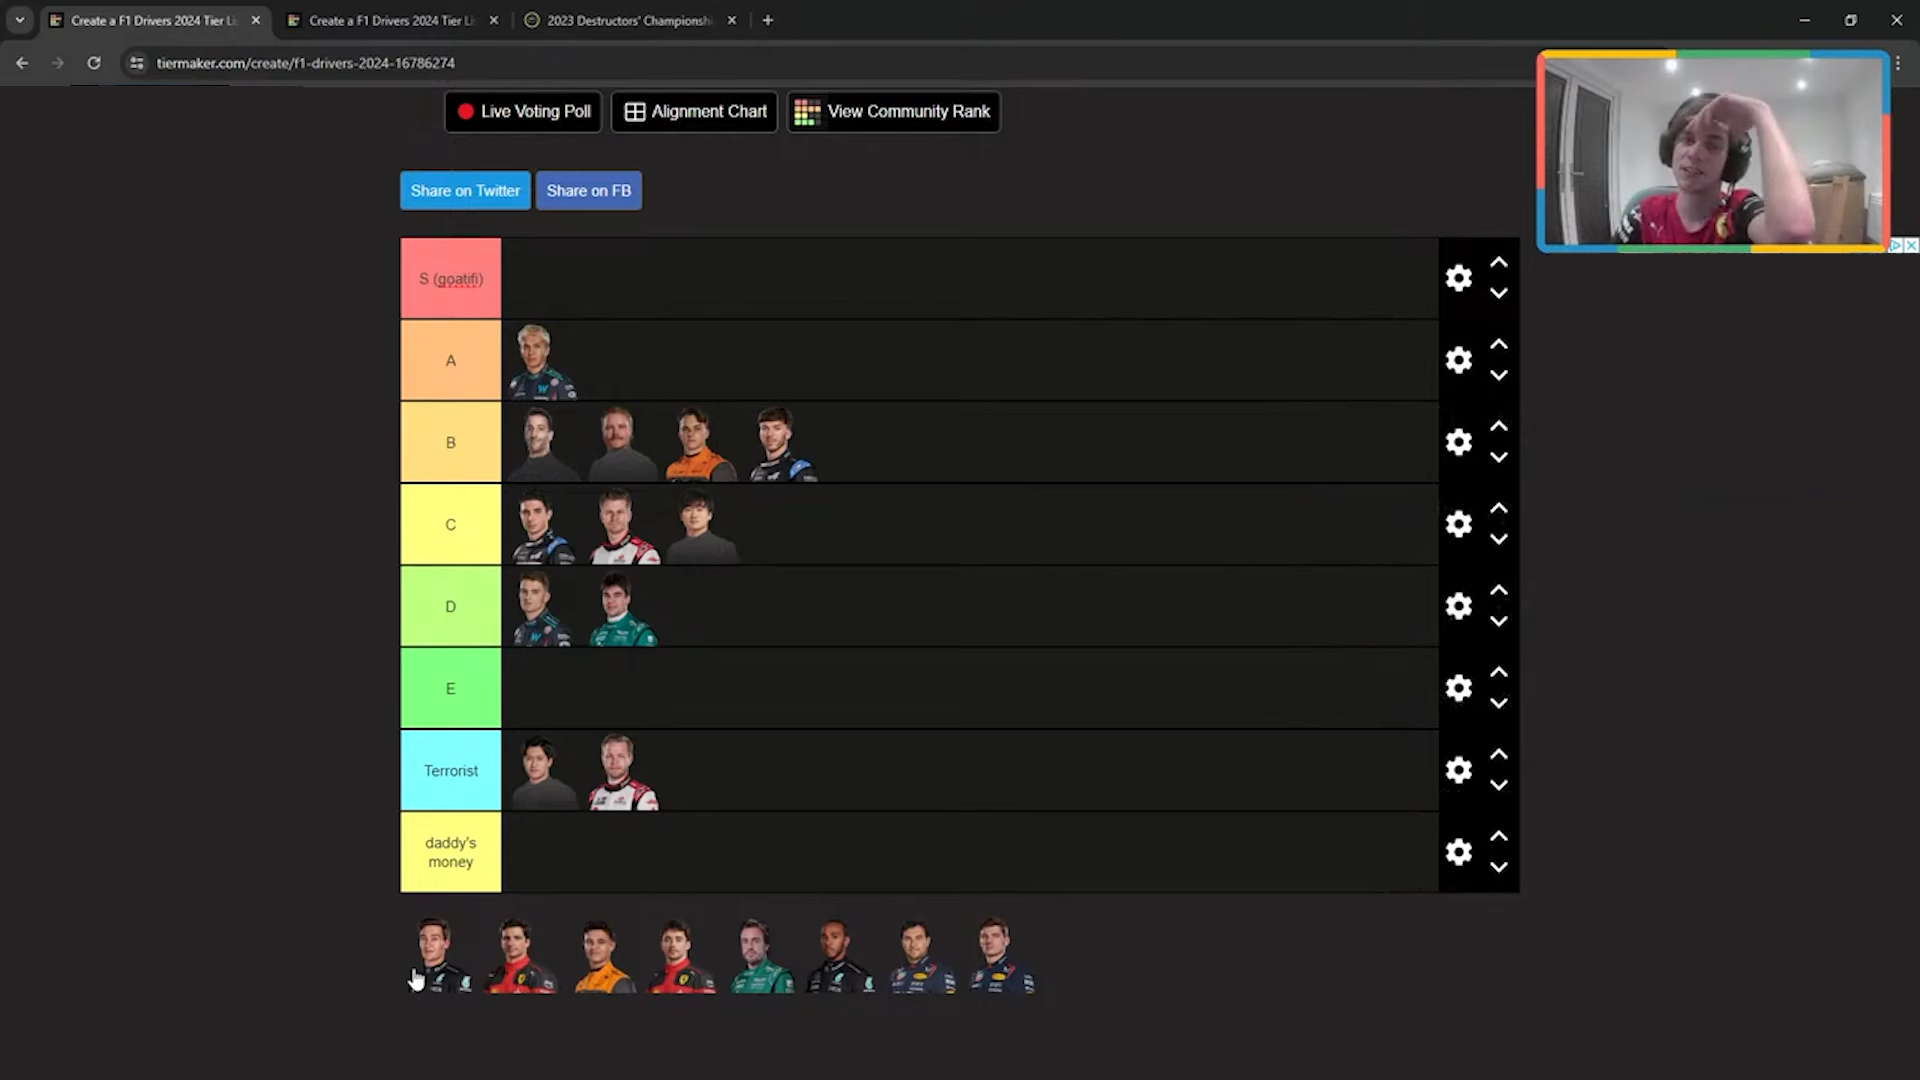 Create a F1 Drivers 2024 Tier Li
Create a F1 Drivers 2024 Tier Li
2023 Destructors' Championshi
tiermaker.com/create/f1-drivers-2024-16786274
Live Voting Poll
Alignment Chart
View Community Rank
Share on Twitter
Share on FB
S (goatifi)
A
B
C
D
E
Terrorist
daddy's
money